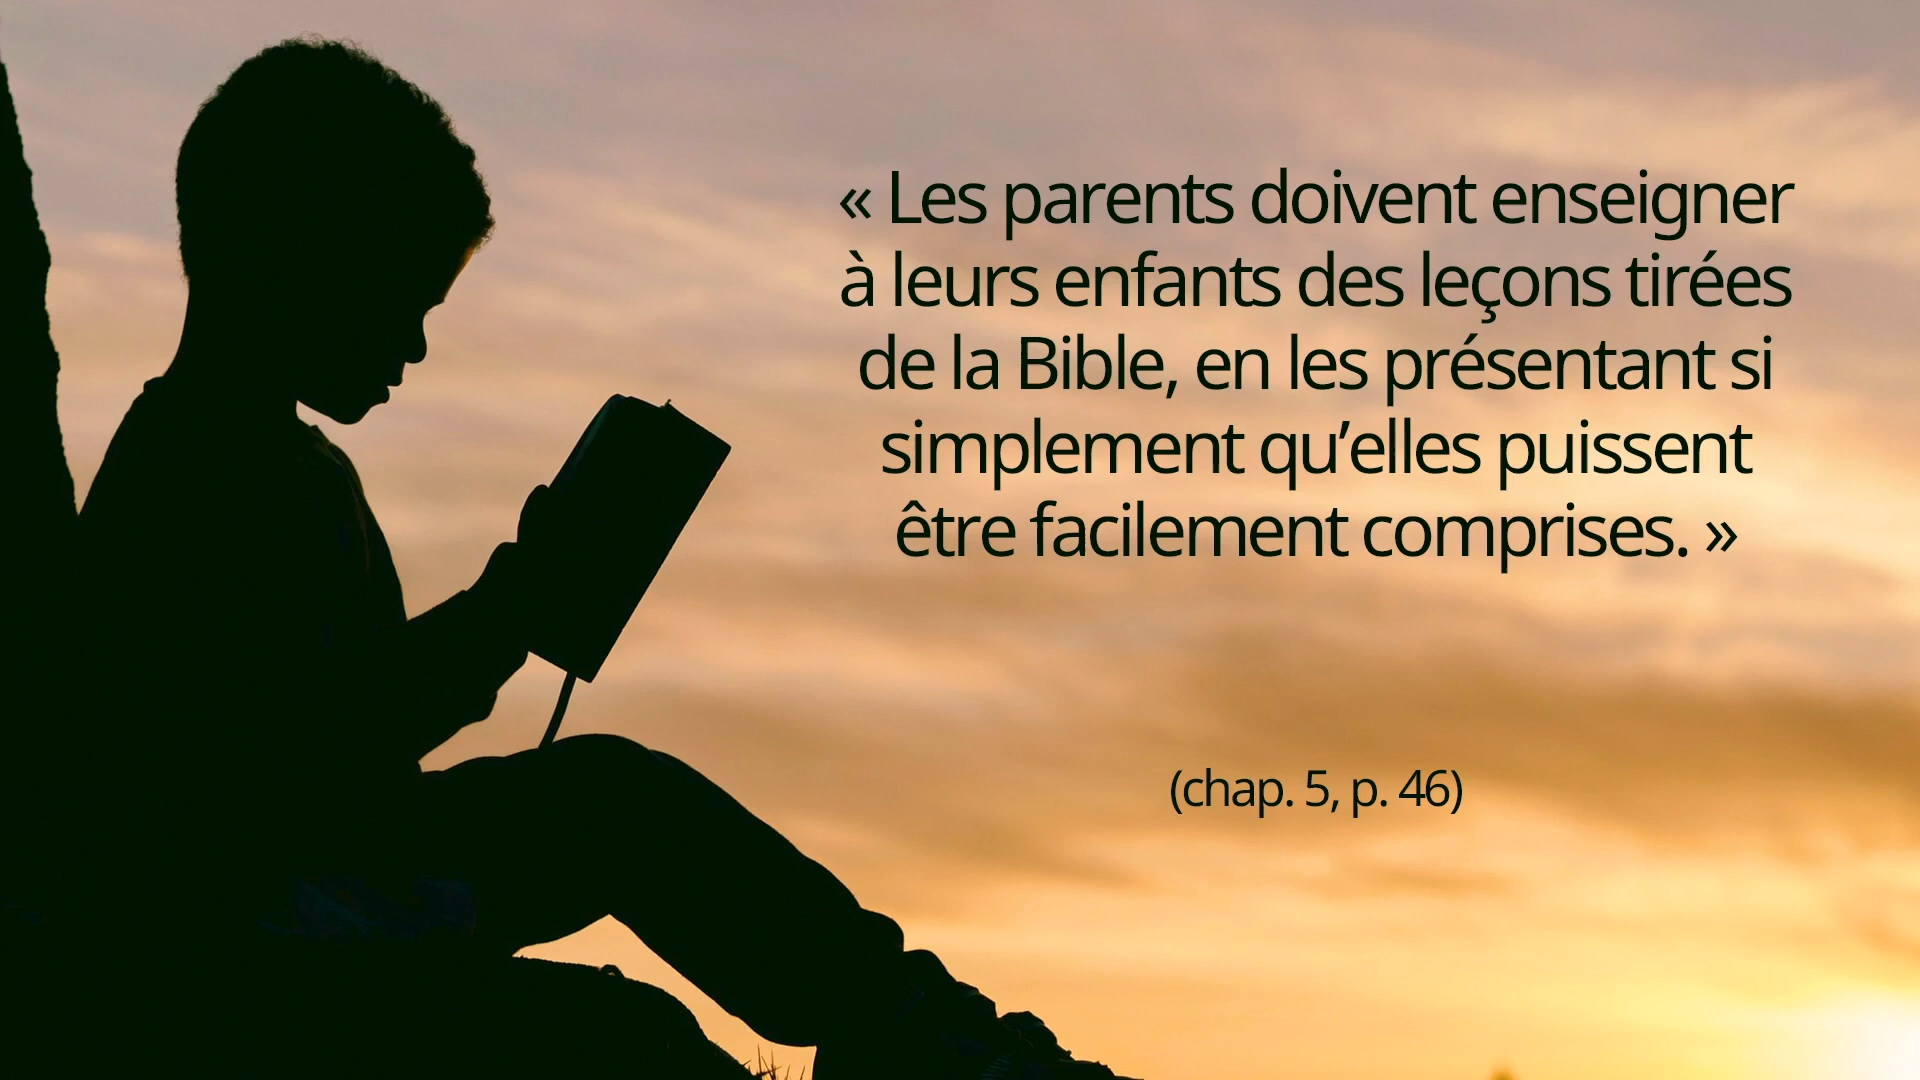 « Les parents doivent enseigner
à leurs enfants des leçons tirées
de la Bible, en les présentant si
simplement qu’elles puissent
être facilement comprises. »
(chap. 5, p. 46)